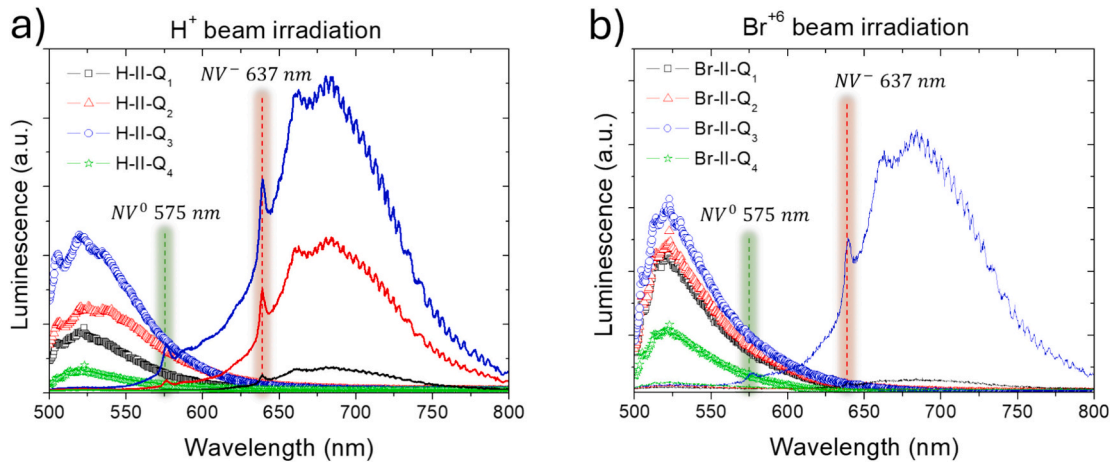 a)
H⁺ beam irradiation
H-II-Q₁
H-II-Q₂
H-II-Q₃
H-II-Q₄
NV⁻ 637 nm
NV⁰ 575 nm
Luminescence (a.u.)
500 550 600 650 700 750 800
Wavelength (nm)
b)
Br⁺⁶ beam irradiation
Br-II-Q₁
Br-II-Q₂
Br-II-Q₃
Br-II-Q₄
NV⁻ 637 nm
NV⁰ 575 nm
Luminescence (a.u.)
500 550 600 650 700 750 800
Wavelength (nm)